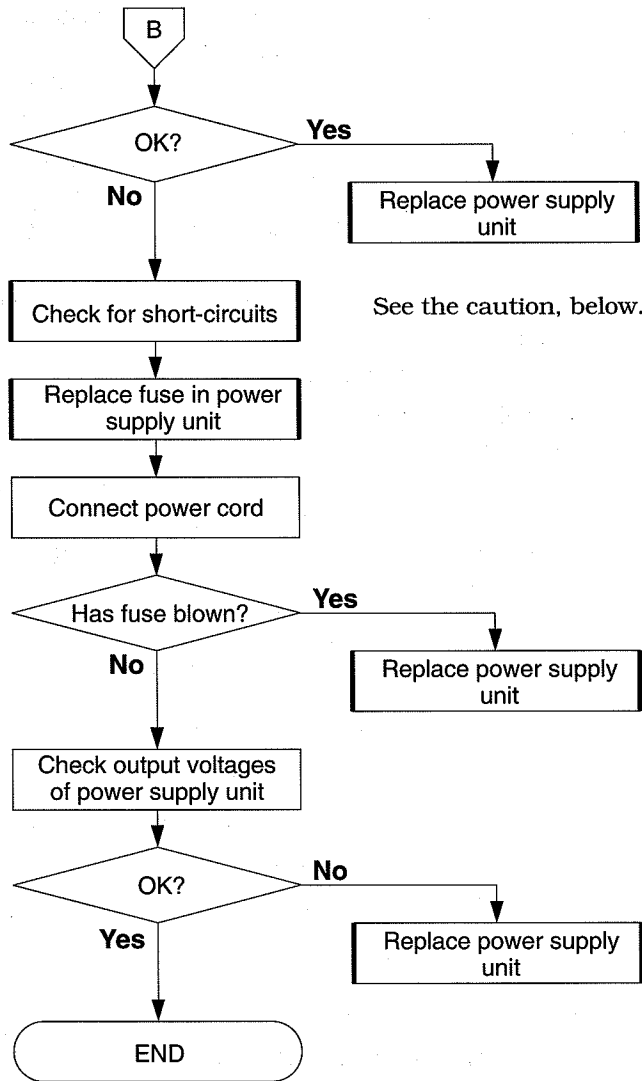 B
OK?
Yes
No
Replace power supply
unit
Check for short-circuits
See the caution, below.
Replace fuse in power
supply unit
Connect power cord
Has fuse blown?
Yes
No
Replace power supply
unit
Check output voltages
of power supply unit
OK?
No
Yes
Replace power supply
unit
END